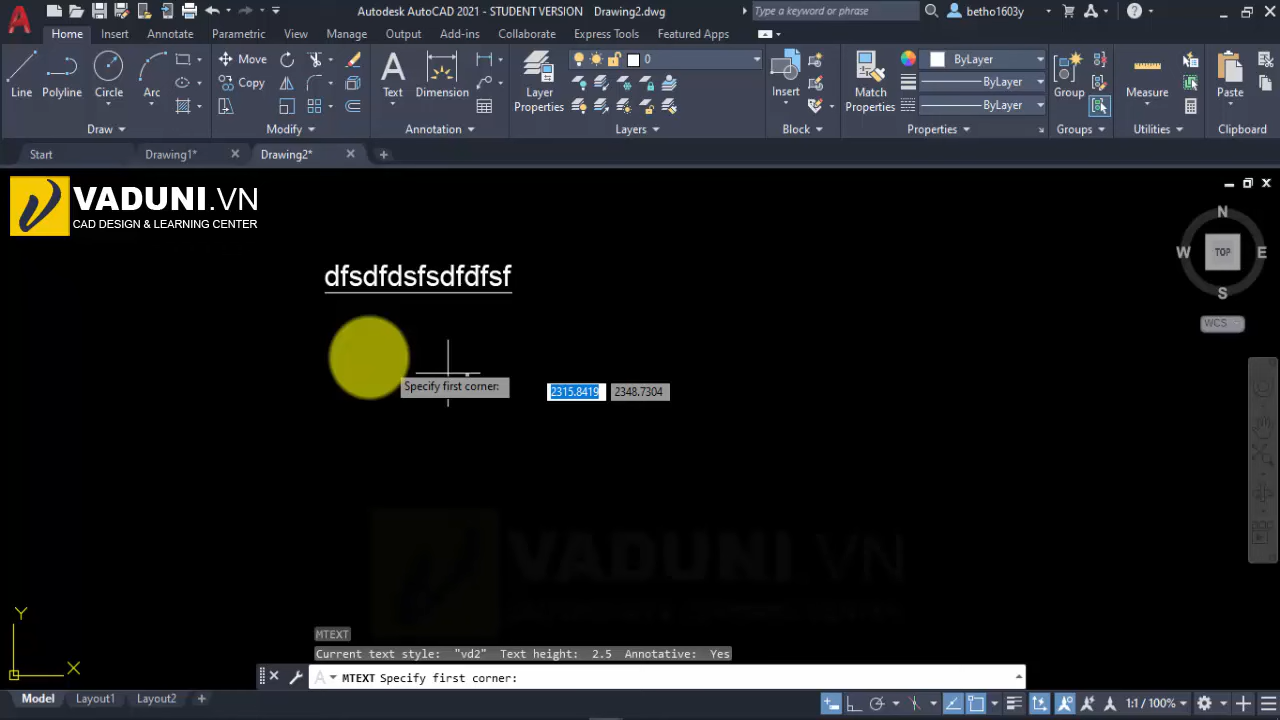 Autodesk AutoCAD 2021 - STUDENT VERSION Drawing2.dwg Type a keyword or phrase betho1603y
Home Insert Annotate Parametric View Manage Output Add-ins Collaborate Express Tools Featured Apps
Line Polyline Circle Arc Move Copy Text Dimension Layer Properties 0 Insert Match Properties ByLayer ByLayer ByLayer Group Measure Paste
Draw Modify Annotation Layers Block Properties Groups Utilities Clipboard
Start Drawing1* Drawing2*
VADUNI.VN
CAD DESIGN & LEARNING CENTER
N
W TOP E
S
WCS
dfsdfdsfsdfdfsf
Specify first corner: 2315.8419 2348.7304
VADUNI.VN
Y
X
MTEXT
Current text style: "vd2" Text height: 2.5 Annotative: Yes
A MTEXT Specify first corner:
Model Layout1 Layout2 1:1 / 100%